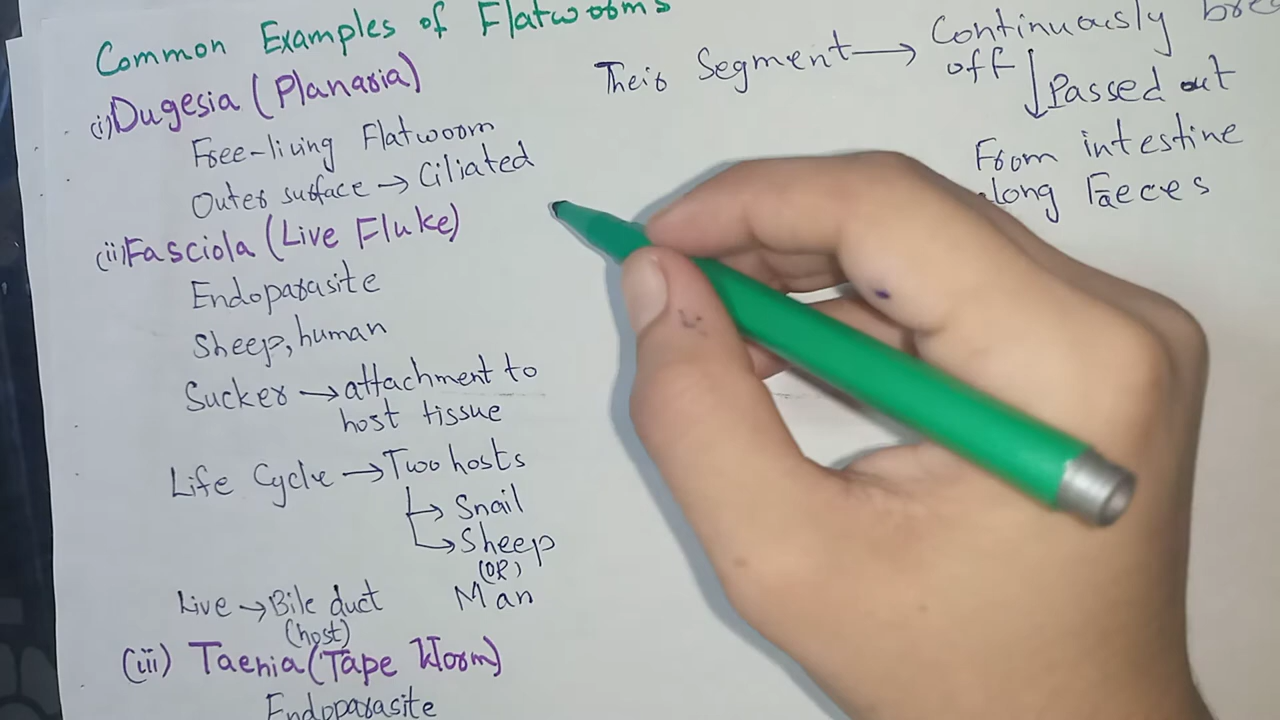 Common Examples of Flatworms
(i) Dugesia (Planaria)
Free-living Flatworm
Outer surface → Ciliated
(ii) Fasciola (Live Fluke)
Endoparasite
Sheep, human
Sucker → attachment to
host tissue
Life Cycle → Two hosts
→ Snail
→ Sheep
(OR)
Man
Live → Bile duct
(host)
(iii) Taenia (Tape Worm)
Endoparasite
Their Segment → Continuously
off ↓ Passed out
From intestine
along Faeces